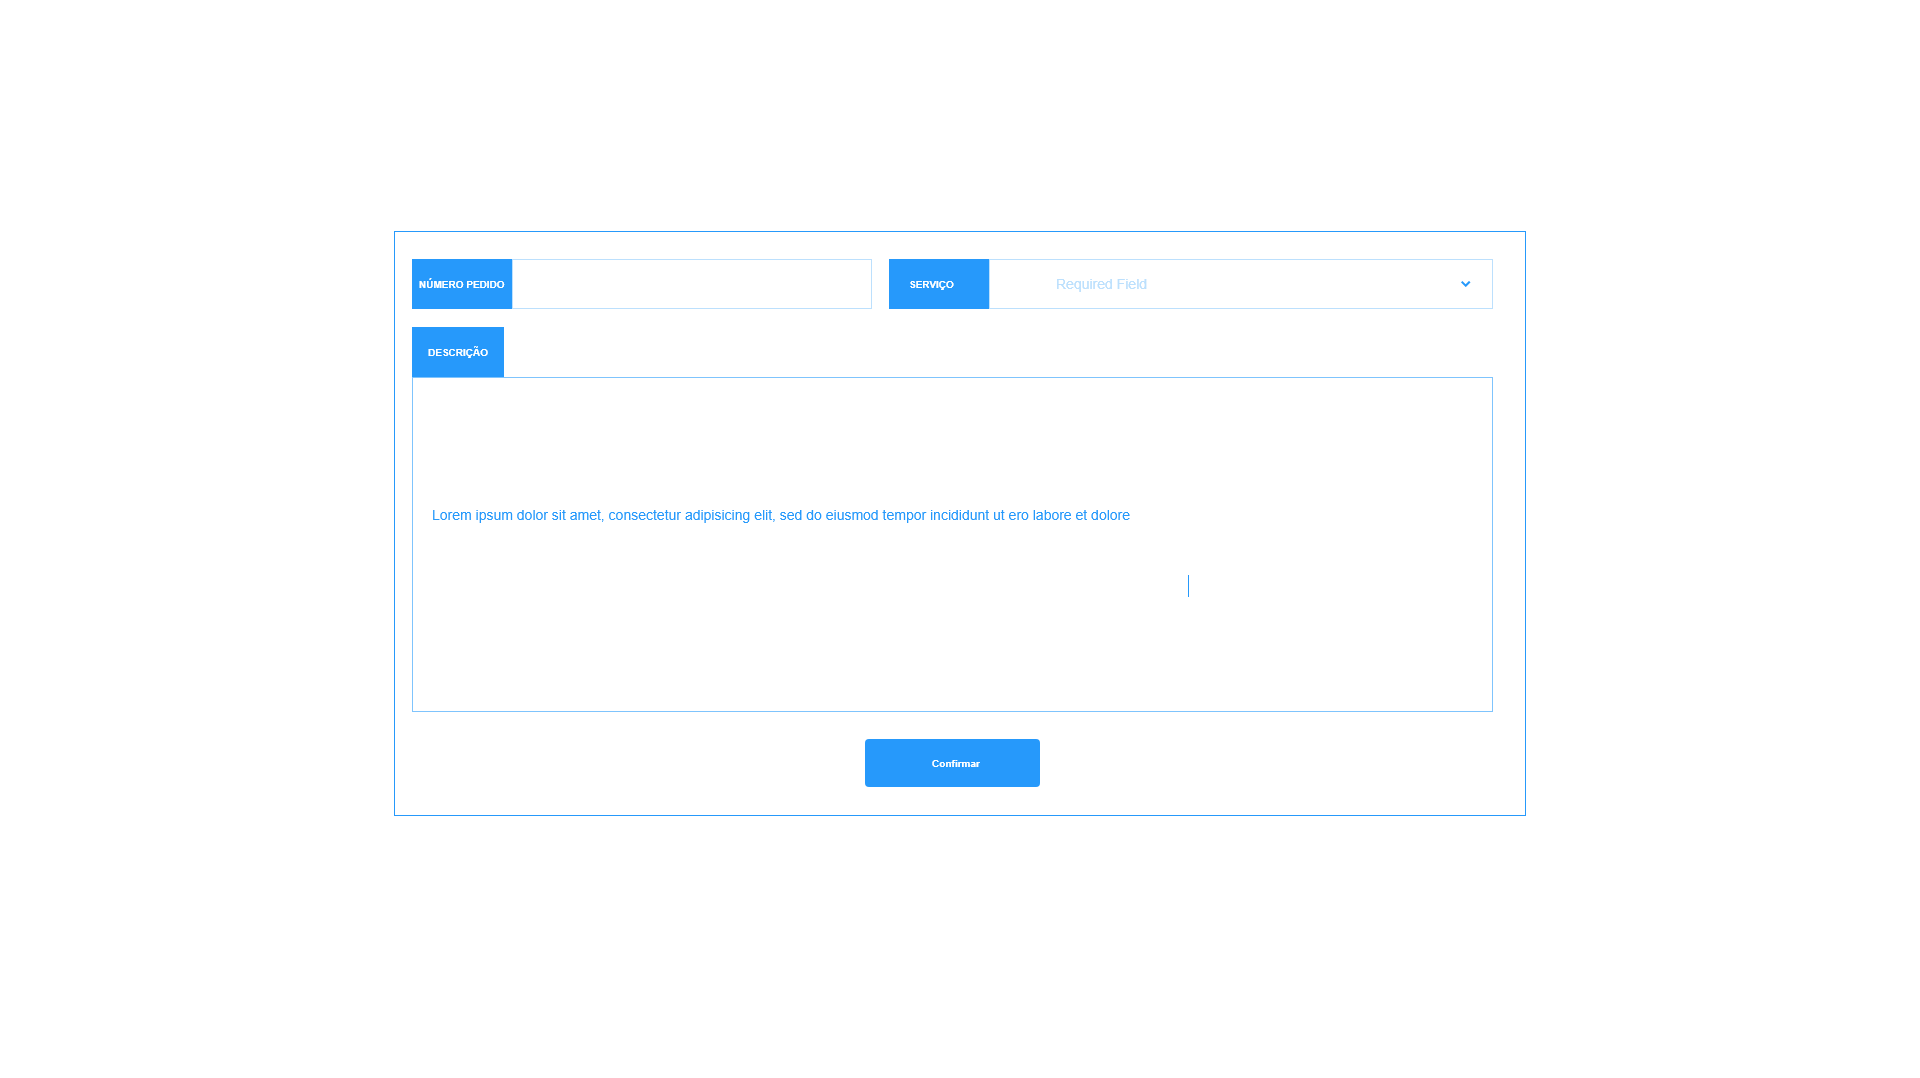 NÚMERO PEDIDO
SERVIÇO
Required Field
DESCRIÇÃO
Lorem ipsum dolor sit amet, consectetur adipisicing elit, sed do eiusmod tempor incididunt ut ero labore et dolore
Confirmar